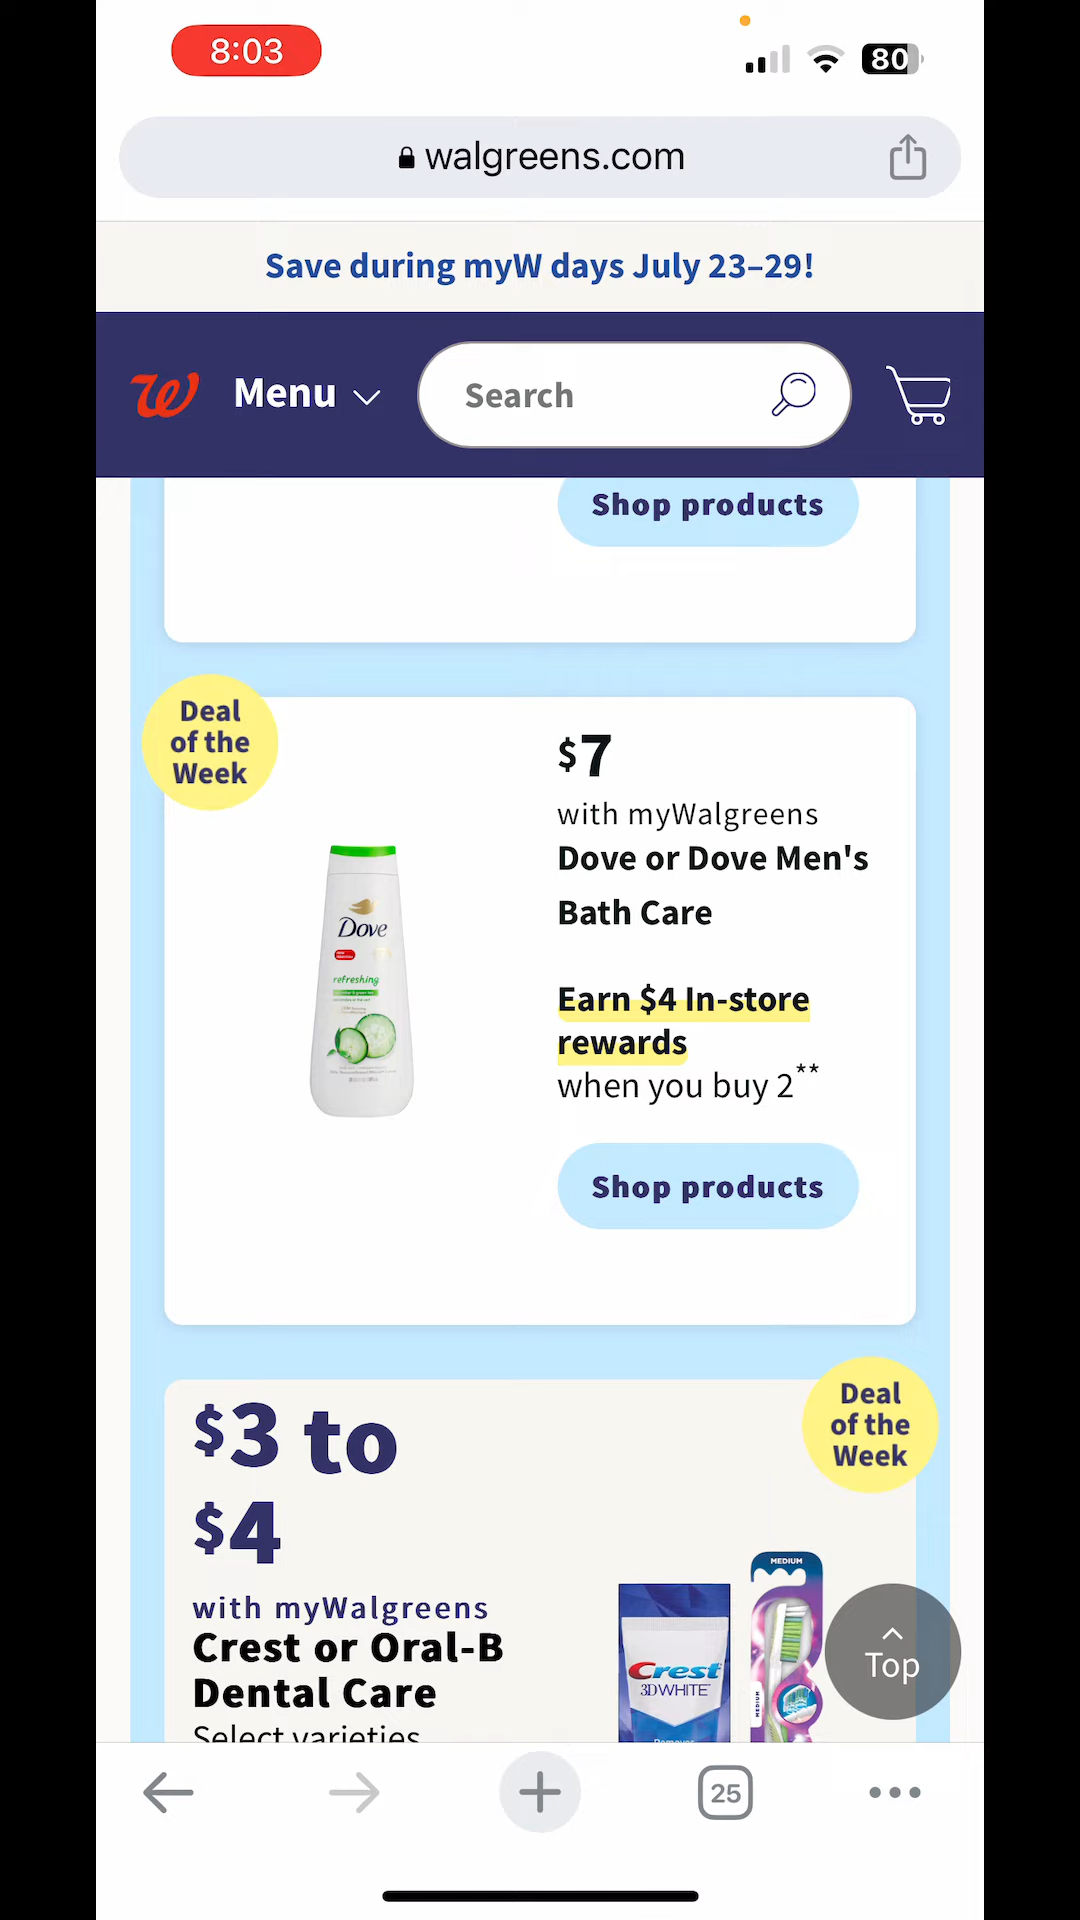 8:03
80
walgreens.com
Save during myW days July 23–29!
Menu
Search
Shop products
Deal
of the
Week
$7
with myWalgreens
Dove or Dove Men's
Bath Care
Dove
refreshing
Earn $4 In-store
rewards
when you buy 2**
Shop products
$3 to
$4
Deal
of the
Week
with myWalgreens
Crest or Oral-B
Dental Care
Select varieties
MEDIUM
Crest
3DWHITE
MEDIUM
Top
25